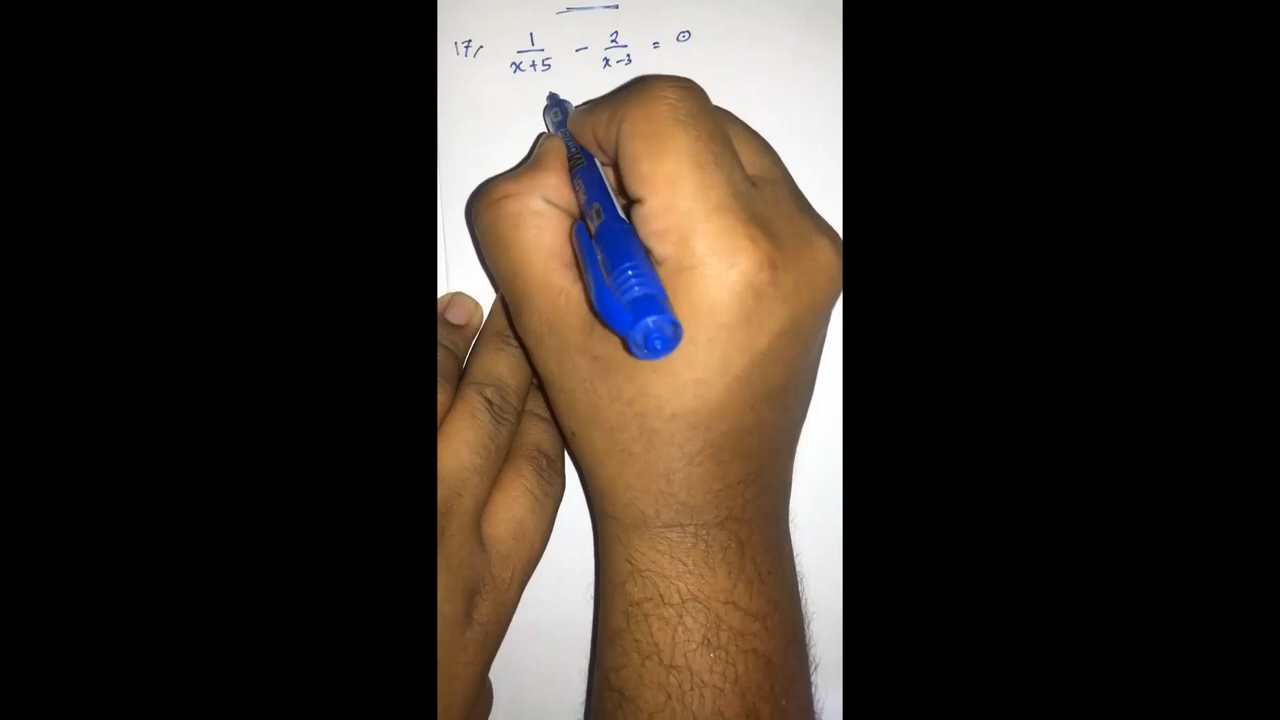 17, 1/(x+5) - 2/(x-3) = 0